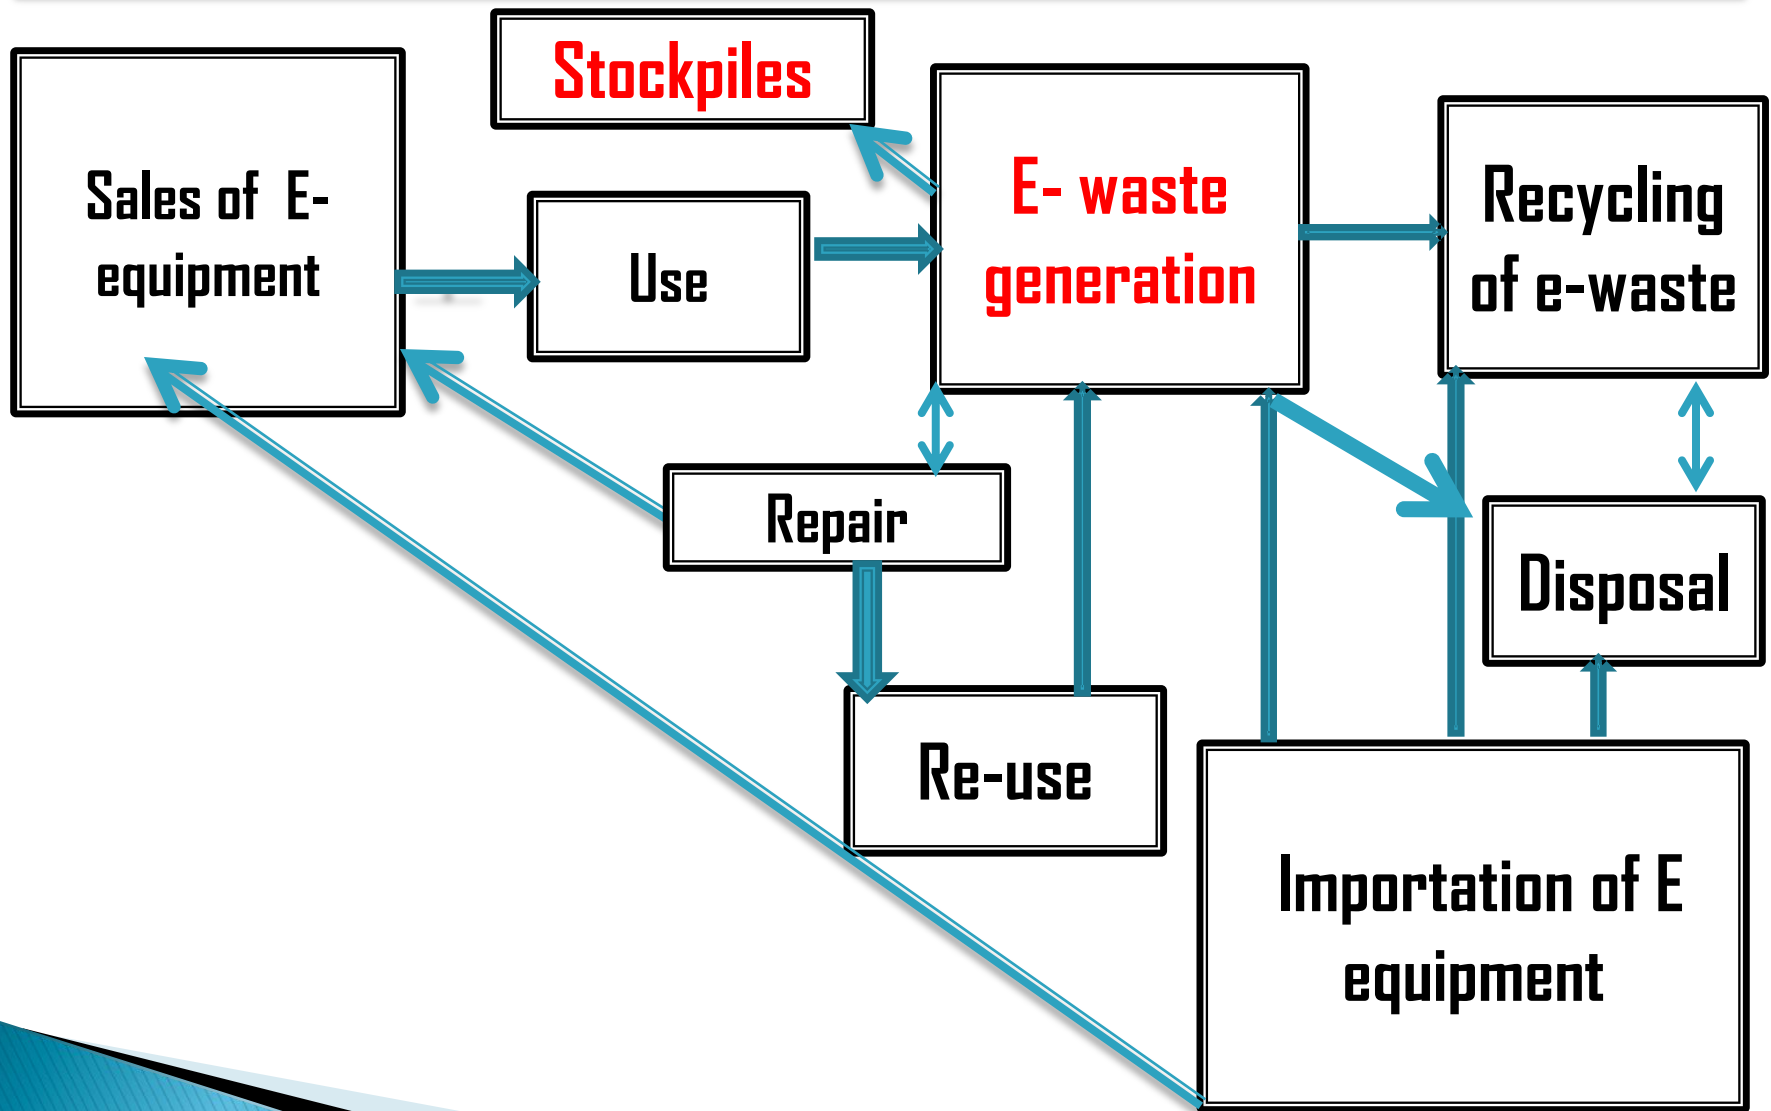 Stockpiles
Sales of E-
equipment
Use
E- waste
generation
Recycling
of e-waste
Repair
Disposal
Re-use
Importation of E
equipment